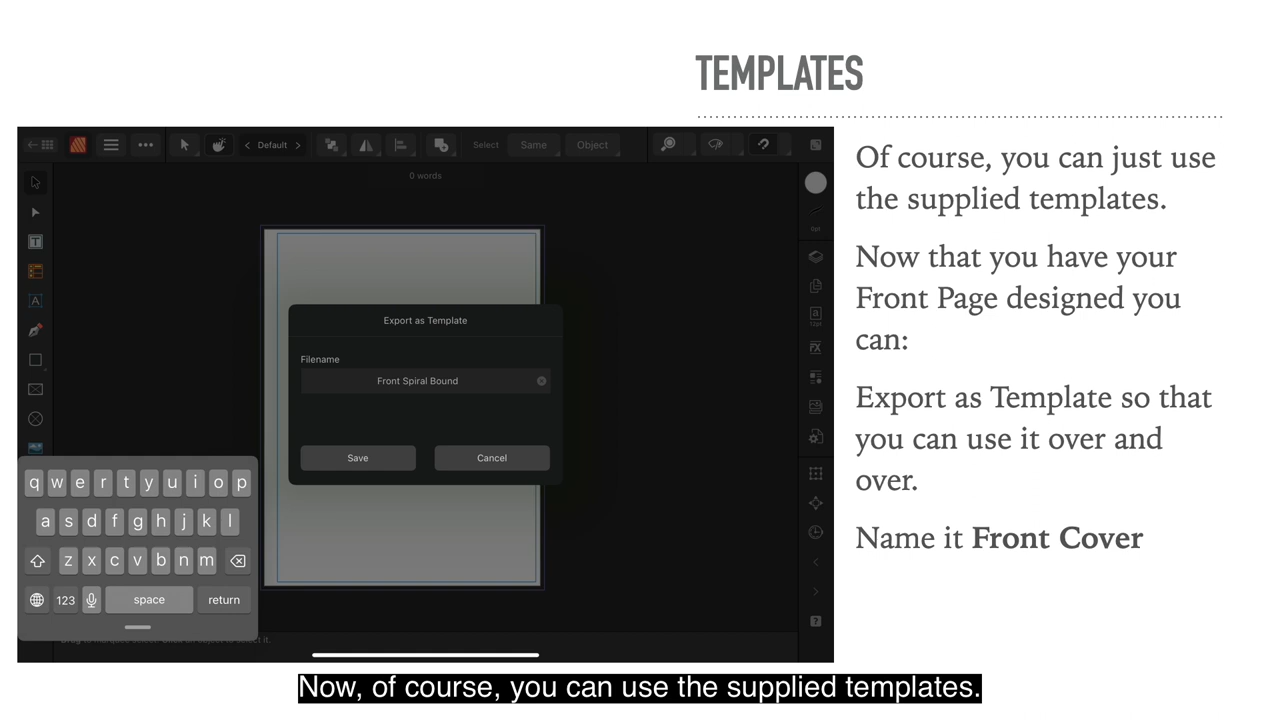 TEMPLATES
Default
Select
Same
Object
0 words
0pt
Export as Template
Filename
Front Spiral Bound
Save
Cancel
a
12pt
FX
q w e r t y u i o p
a s d f g h j k l
z x c v b n m
123
space
return
Of course, you can just use
the supplied templates.
Now that you have your
Front Page designed you
can:
Export as Template so that
you can use it over and
over.
Name it Front Cover
Now, of course, you can use the supplied templates.